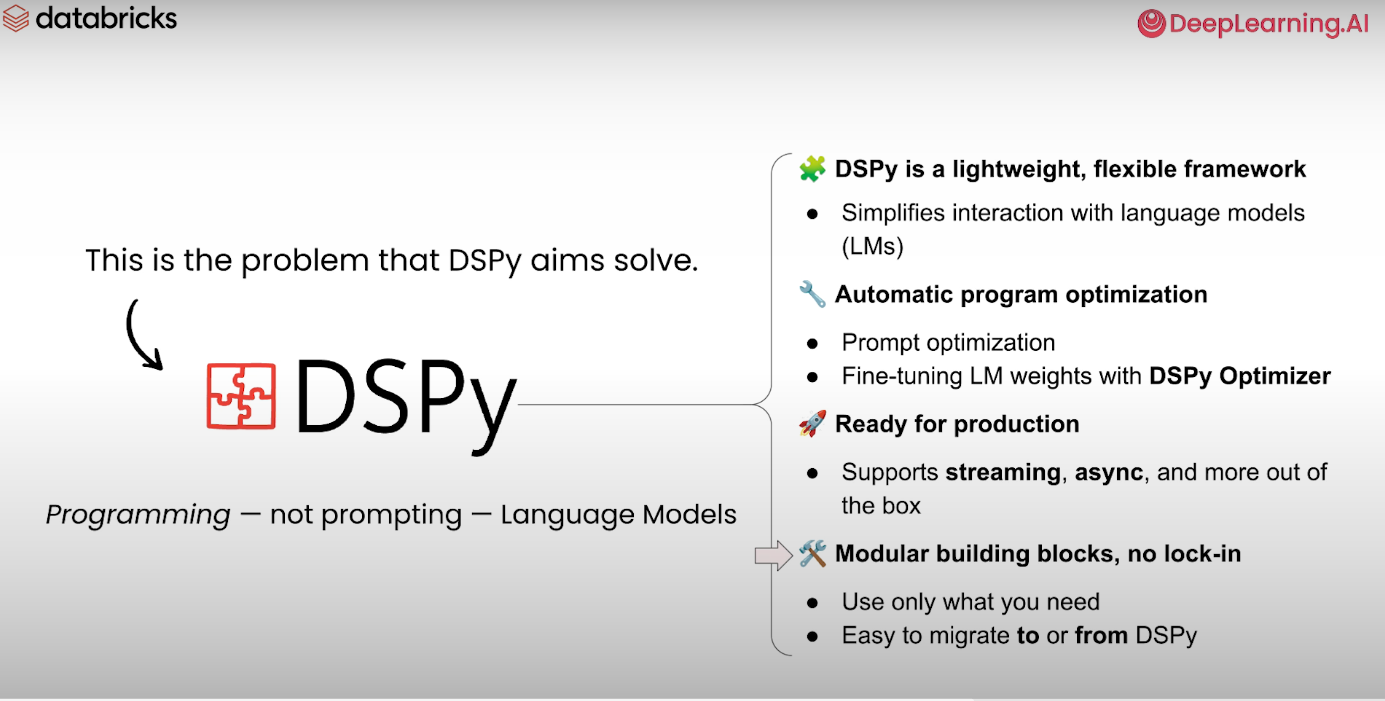 databricks
DeepLearning.AI
This is the problem that DSPy aims solve.
DSPy
Programming — not prompting — Language Models
DSPy is a lightweight, flexible framework
● Simplifies interaction with language models
(LMs)
Automatic program optimization
● Prompt optimization
● Fine-tuning LM weights with DSPy Optimizer
Ready for production
● Supports streaming, async, and more out of
the box
Modular building blocks, no lock-in
● Use only what you need
● Easy to migrate to or from DSPy